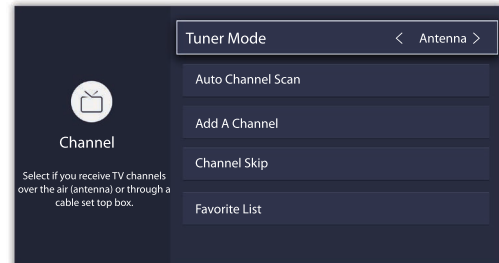 Tuner Mode < Antenna >
Auto Channel Scan
Add A Channel
Channel Skip
Favorite List
Channel
Select if you receive TV channels
over the air (antenna) or through a
cable set top box.